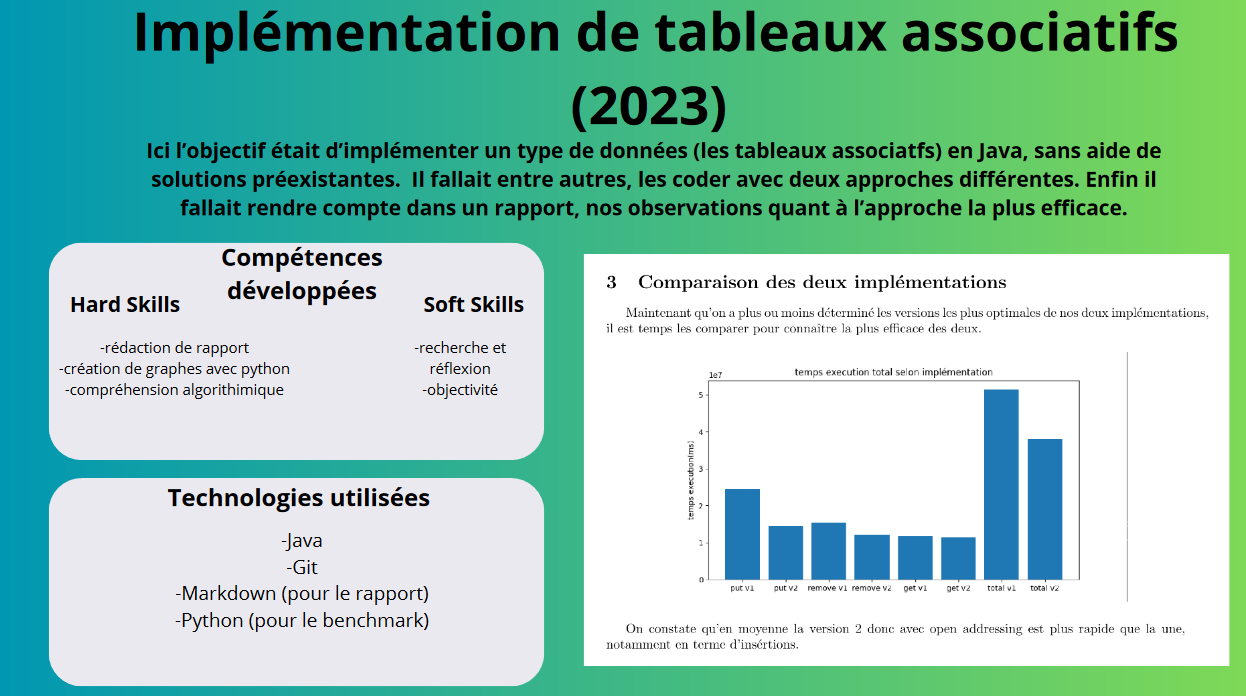 Implémentation de tableaux associatifs
(2023)
Ici l’objectif était d’implémenter un type de données (les tableaux associatfs) en Java, sans aide de
solutions préexistantes. Il fallait entre autres, les coder avec deux approches différentes. Enfin il
fallait rendre compte dans un rapport, nos observations quant à l’approche la plus efficace.
Compétences
développées
Hard Skills
-rédaction de rapport
-création de graphes avec python
-compréhension algorithimique
Soft Skills
-recherche et
réflexion
-objectivité
Technologies utilisées
-Java
-Git
-Markdown (pour le rapport)
-Python (pour le benchmark)
3 Comparaison des deux implémentations
Maintenant qu’on a plus ou moins déterminé les versions les plus optimales de nos deux implémentations,
il est temps les comparer pour connaître la plus efficace des deux.
temps execution total selon implémentation
1e7
5
4
3
2
1
0
temps execution(ms)
put v1 put v2 remove v1 remove v2 get v1 get v2 total v1 total v2
On constate qu’en moyenne la version 2 donc avec open addressing est plus rapide que la une,
notamment en terme d’insértions.